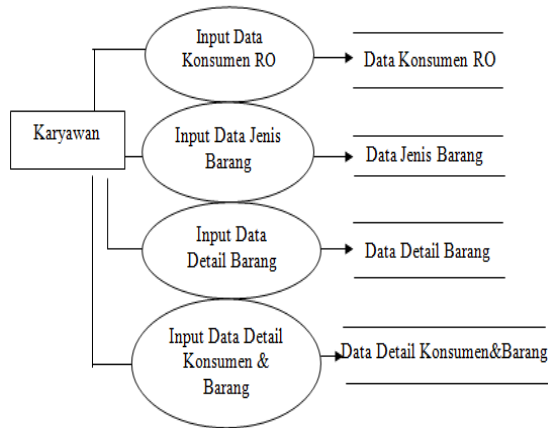 Input Data
Konsumen RO
Data Konsumen RO
Karyawan
Input Data Jenis
Barang
Data Jenis Barang
Input Data
Detail Barang
Data Detail Barang
Input Data Detail
Konsumen &
Barang
Data Detail Konsumen&Barang